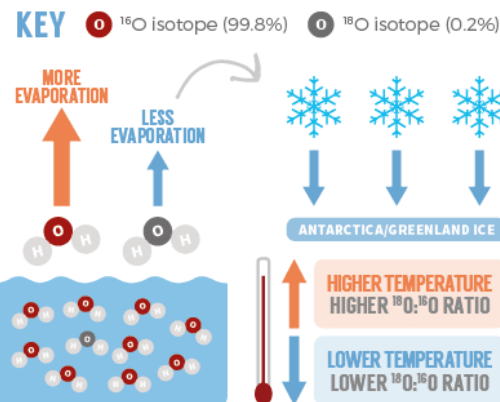 KEY O ¹⁶O isotope (99.8%) O ¹⁸O isotope (0.2%)
MORE
EVAPORATION
LESS
EVAPORATION
H O H
H O H
ANTARCTICA/GREENLAND ICE
HIGHER TEMPERATURE
HIGHER ¹⁸O:¹⁶O RATIO
LOWER TEMPERATURE
LOWER ¹⁸O:¹⁶O RATIO
H O H
H O H
H O H
H O H
H O H
H O H
H O H
H O H
H O H
H O H